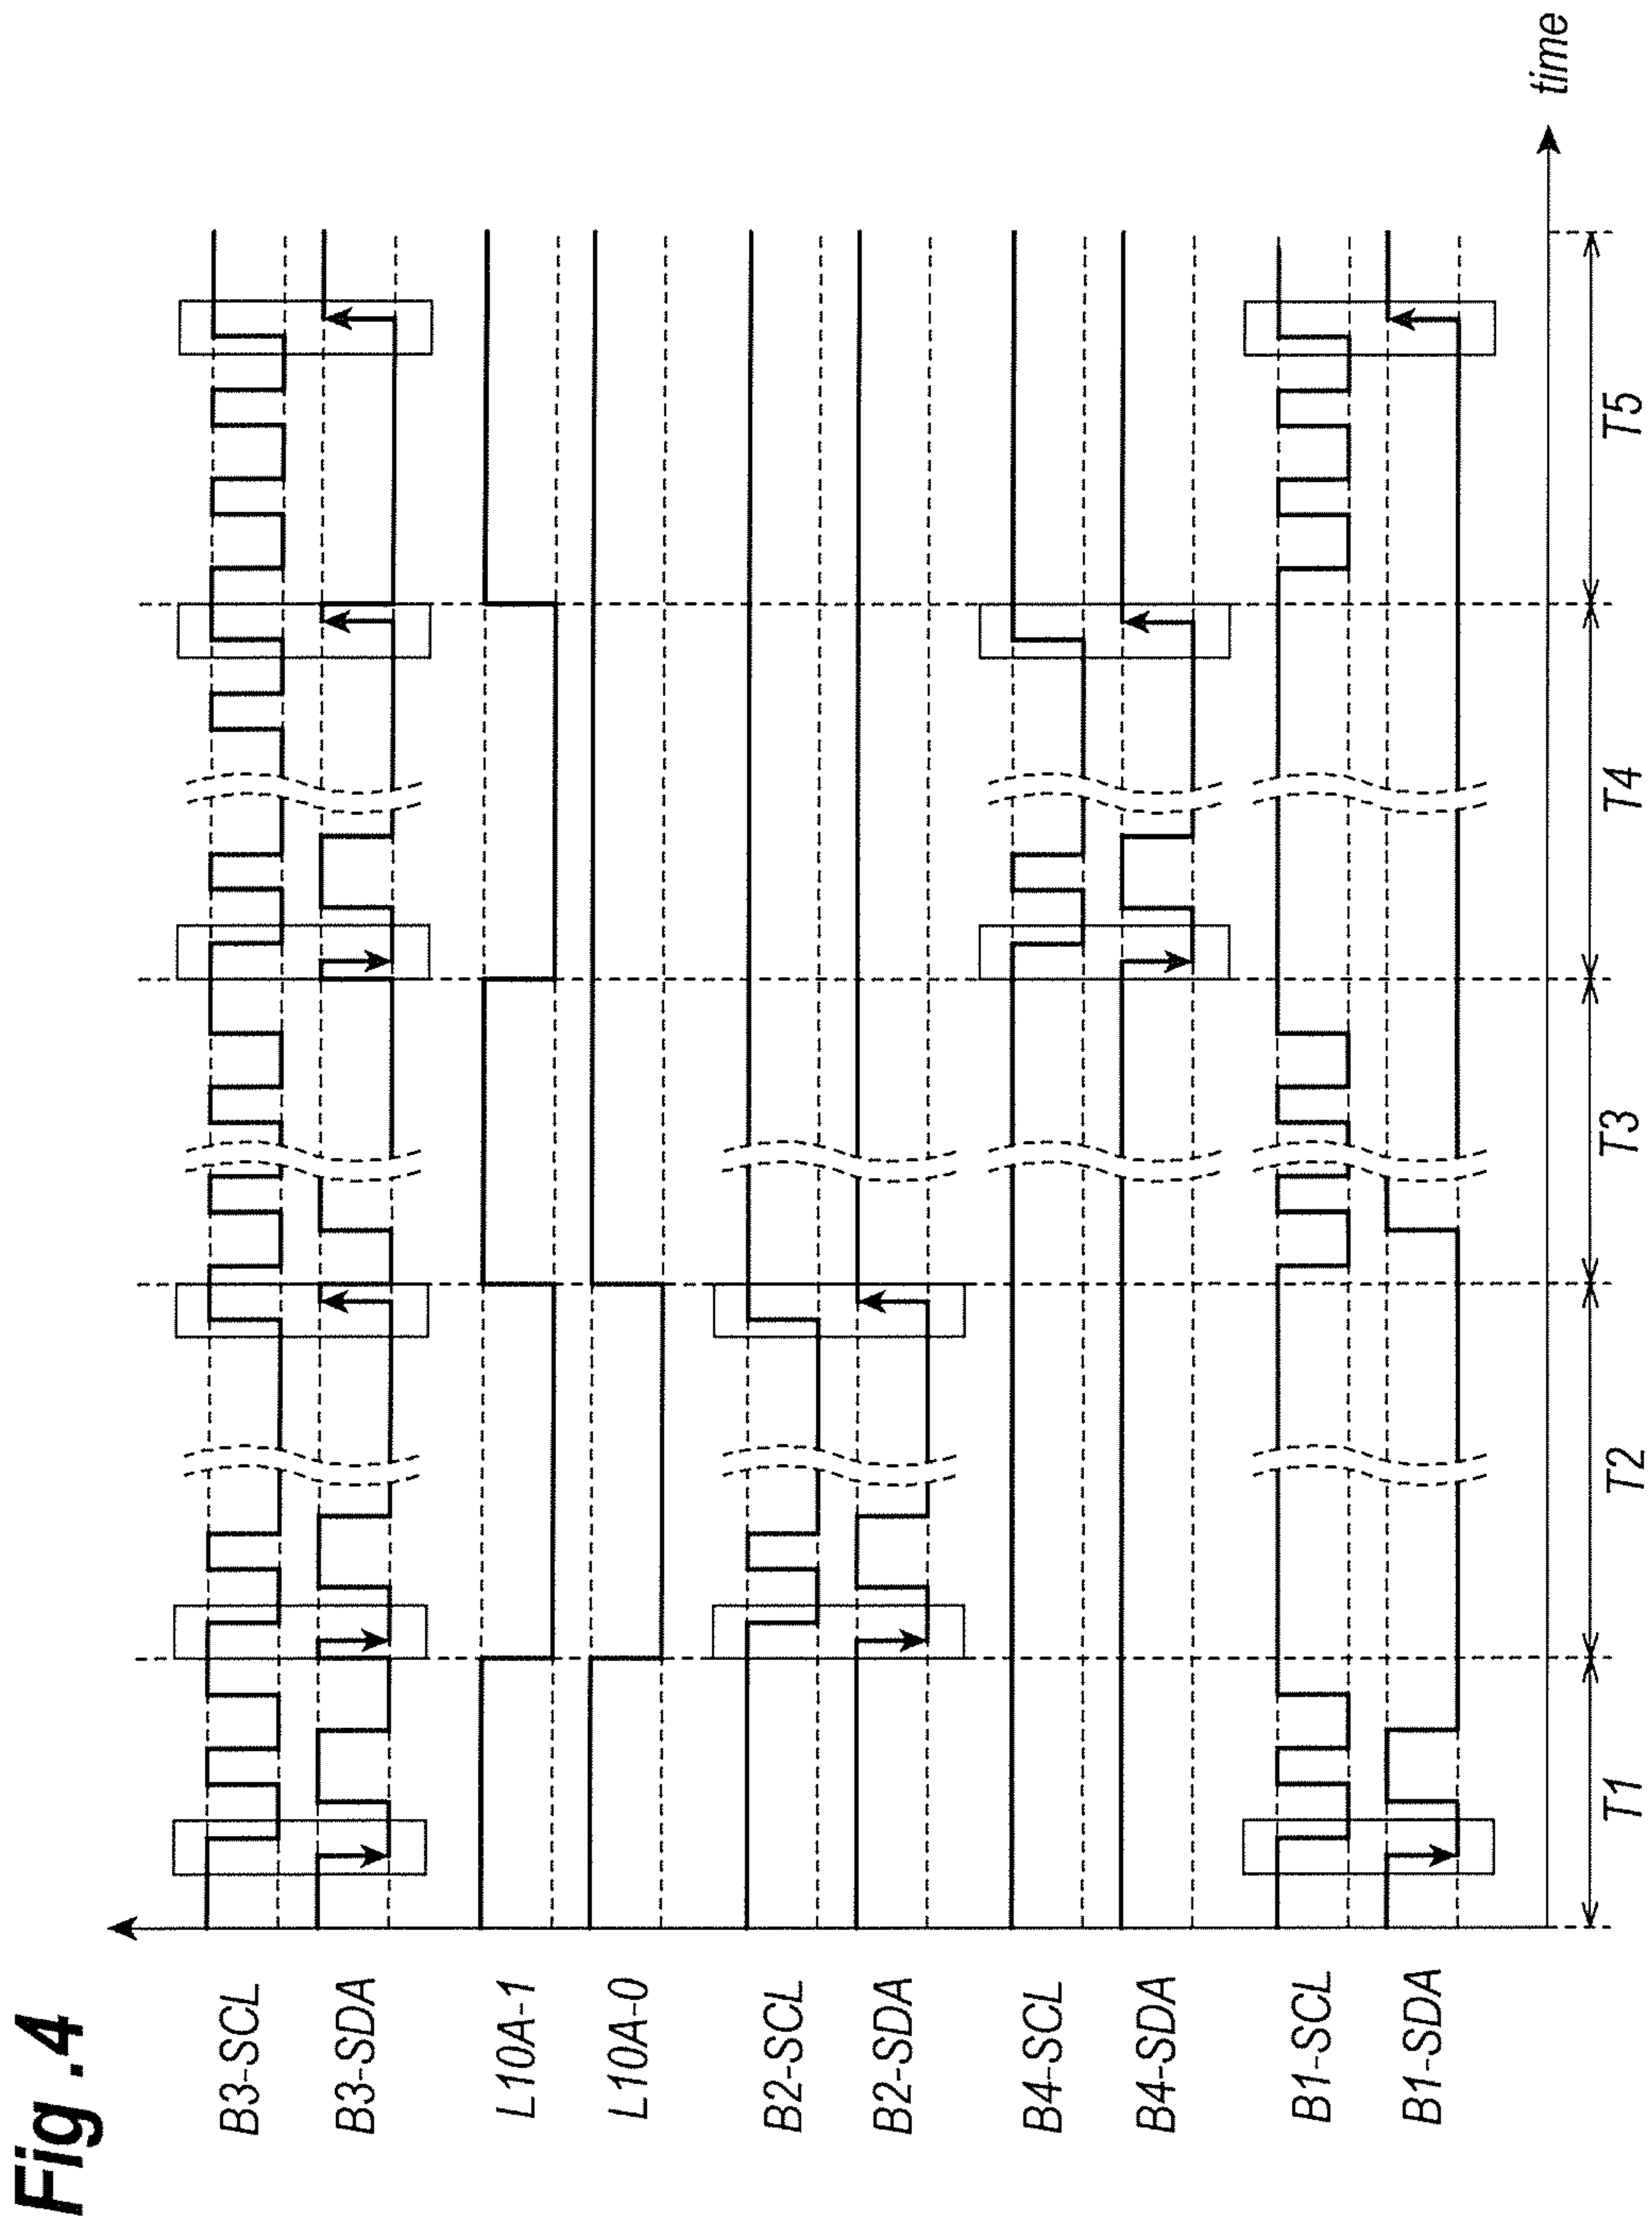 Fig .4
B3-SCL
B3-SDA
L10A-1
L10A-0
B2-SCL
B2-SDA
B4-SCL
B4-SDA
B1-SCL
B1-SDA
T1
T2
T3
T4
T5
time